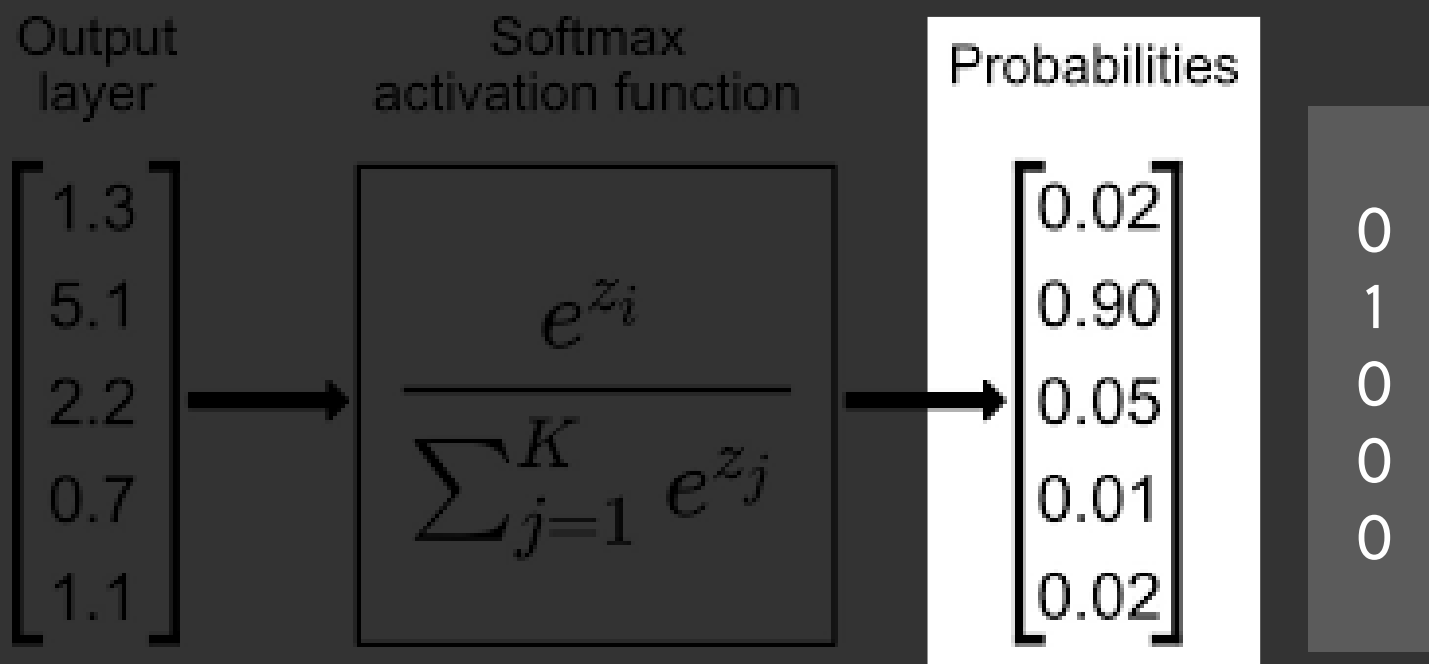 Output
layer
1.3
5.1
2.2
0.7
1.1
Softmax
activation function
e^{z_i}
∑_{j=1}^{K} e^{z_j}
Probabilities
0.02
0.90
0.05
0.01
0.02
0
1
0
0
0